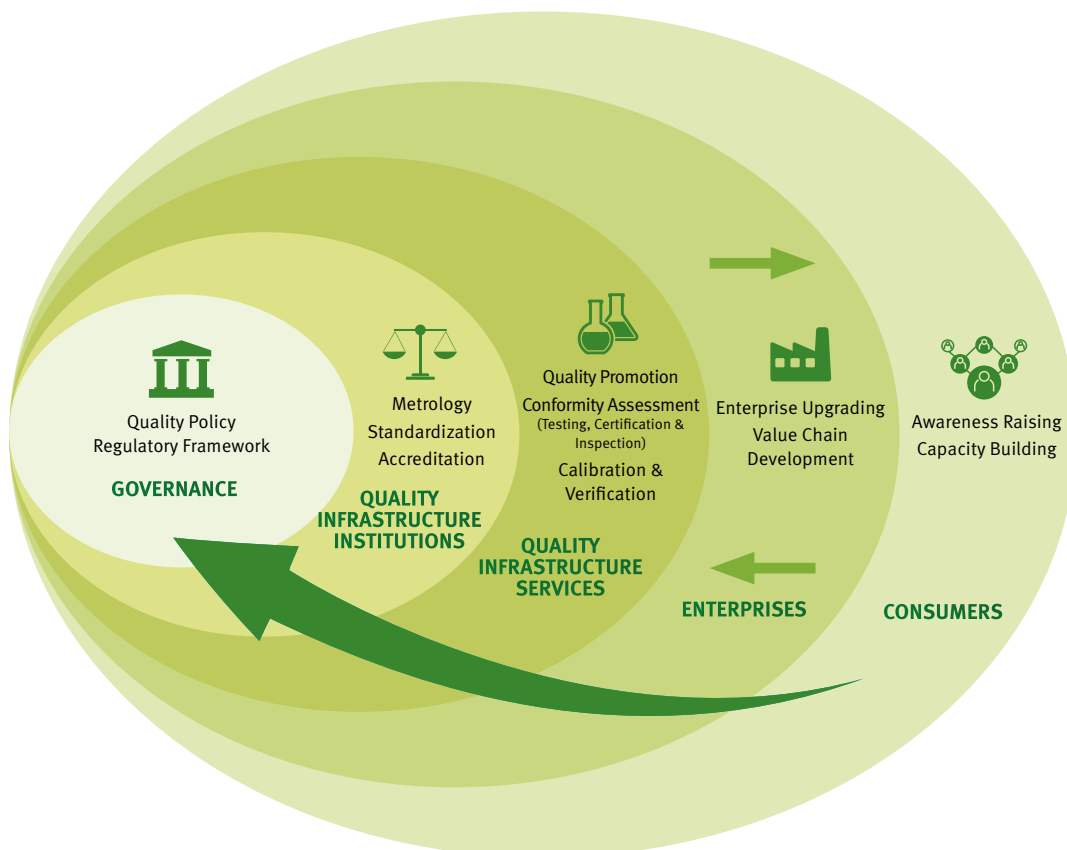 Quality Policy
Regulatory Framework
GOVERNANCE
Metrology
Standardization
Accreditation
QUALITY
INFRASTRUCTURE
INSTITUTIONS
Quality Promotion
Conformity Assessment
(Testing, Certification &
Inspection)
Calibration &
Verification
QUALITY
INFRASTRUCTURE
SERVICES
Enterprise Upgrading
Value Chain
Development
ENTERPRISES
Awareness Raising
Capacity Building
CONSUMERS